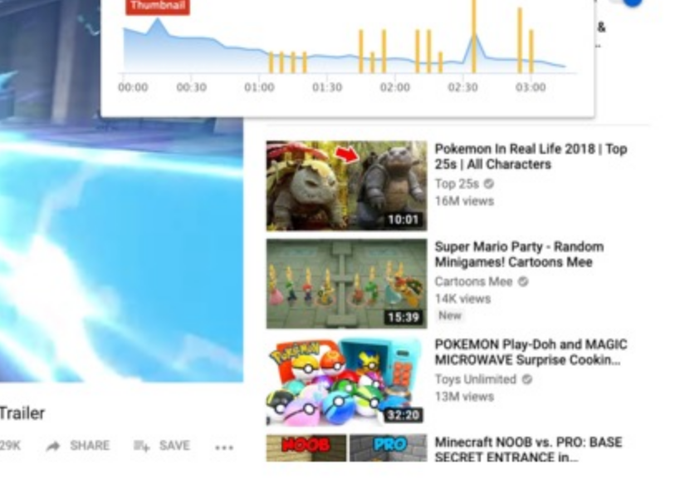 Thumbnail
&
..
00:00 00:30 01:00 01:30 02:00 02:30 03:00
Pokemon In Real Life 2018 | Top
25s | All Characters
Top 25s
16M views
10:01
Super Mario Party - Random
Minigames! Cartoons Mee
Cartoons Mee
14K views
New
15:39
POKEMON Play-Doh and MAGIC
MICROWAVE Surprise Cookin...
Toys Unlimited
13M views
POKEMON
32:20
Trailer
29K SHARE SAVE
NOOB PRO
Minecraft NOOB vs. PRO: BASE
SECRET ENTRANCE in...